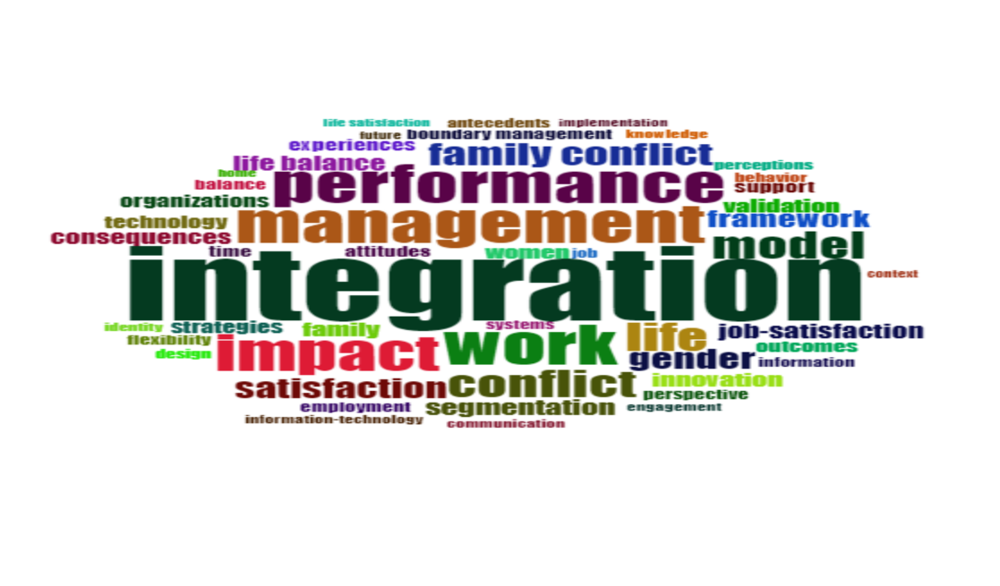 life satisfaction antecedents implementation
future boundary management knowledge
experiences family conflict
life balance perceptions
home performance behavior
balance support
organizations validation
technology management framework
consequences model
time attitudes women job
integration context
identity strategies family systems life job-satisfaction
flexibility impact work outcomes
design gender information
satisfaction conflict innovation
perspective
employment segmentation engagement
information-technology communication